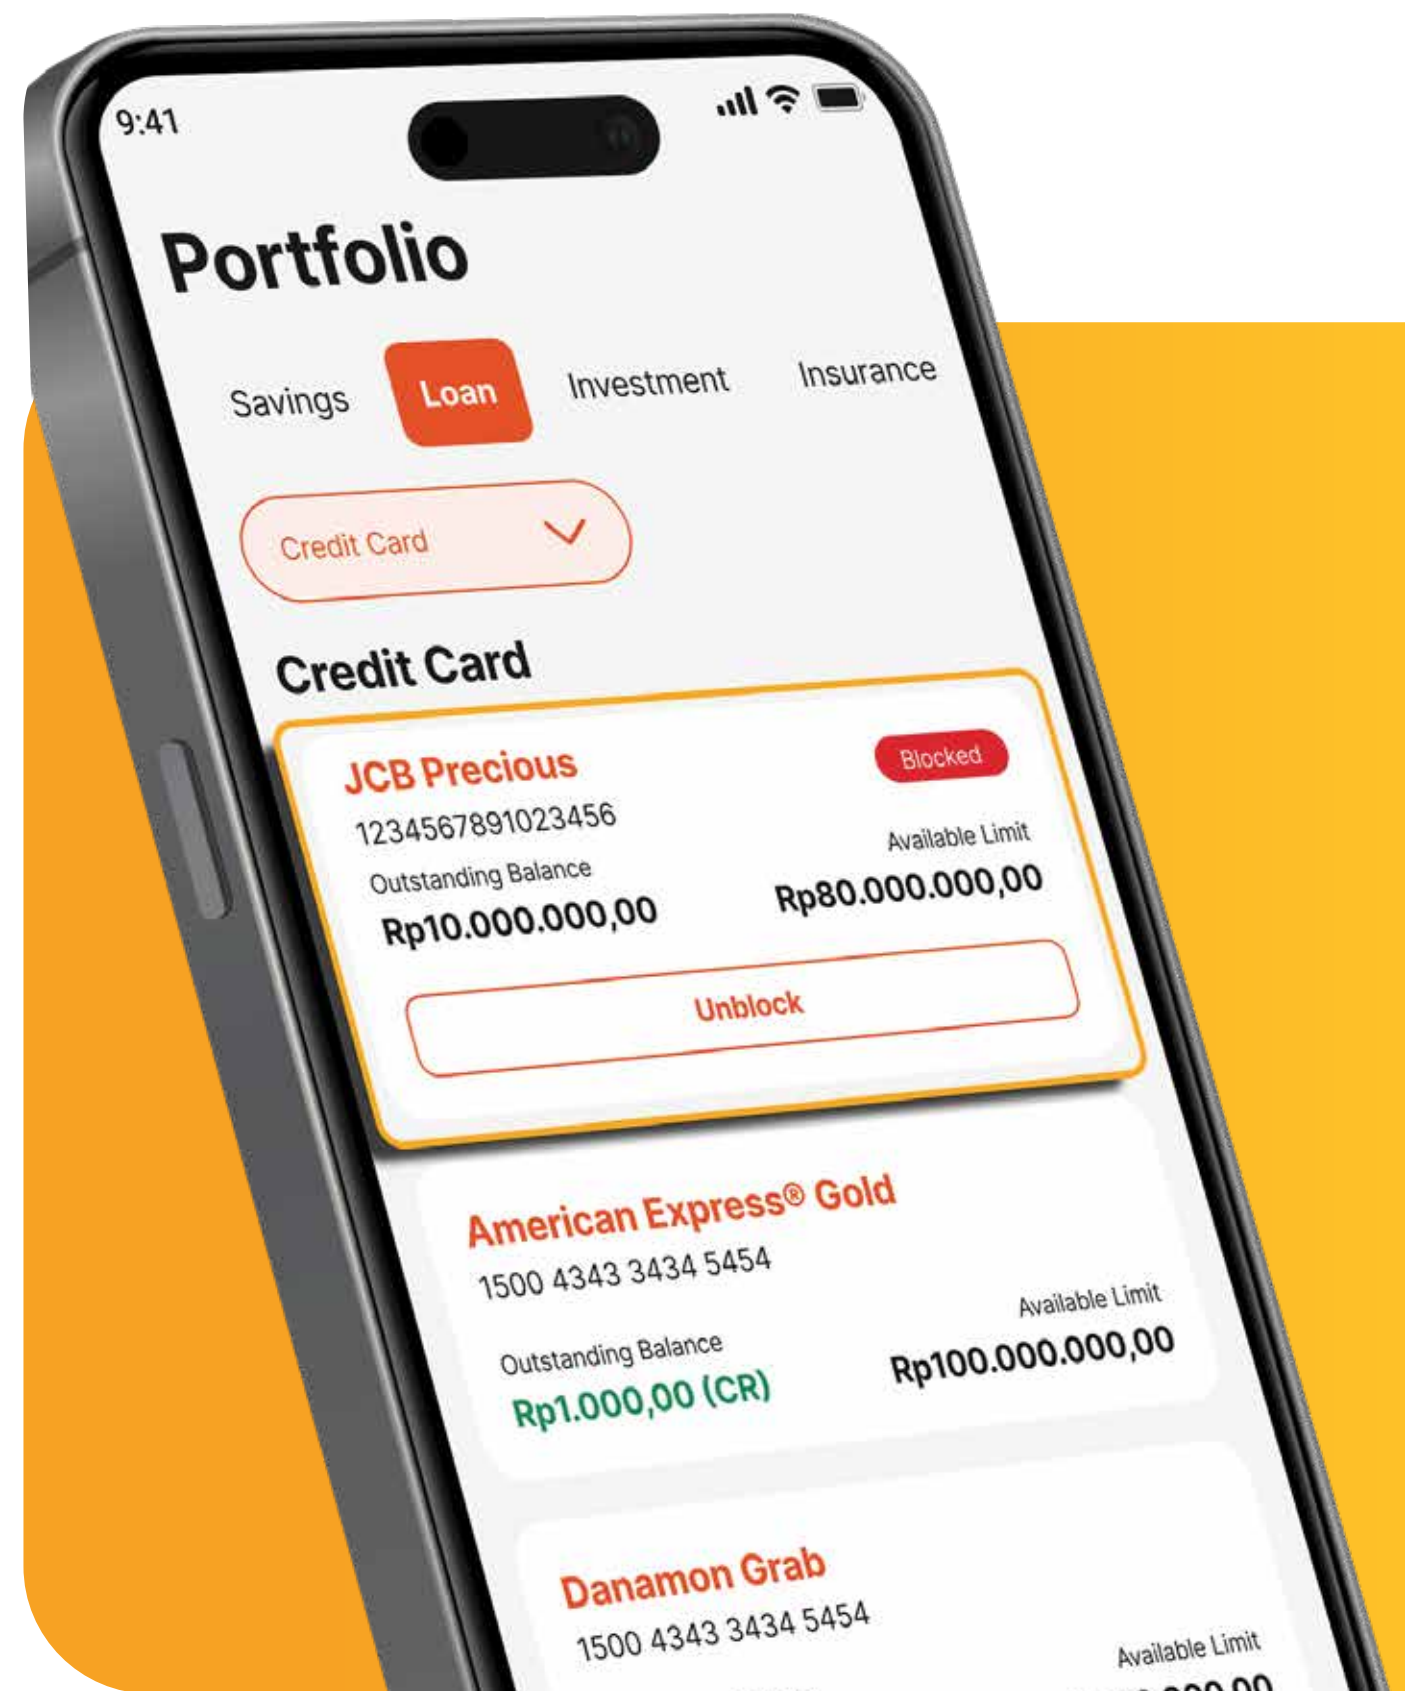 9:41
Portfolio
Savings Loan Investment Insurance
Credit Card
Credit Card
JCB Precious Blocked
1234567891023456
Outstanding Balance Available Limit
Rp10.000.000,00 Rp80.000.000,00
Unblock
American Express® Gold
1500 4343 3434 5454
Outstanding Balance Available Limit
Rp1.000,00 (CR) Rp100.000.000,00
Danamon Grab
1500 4343 3434 5454
Available Limit